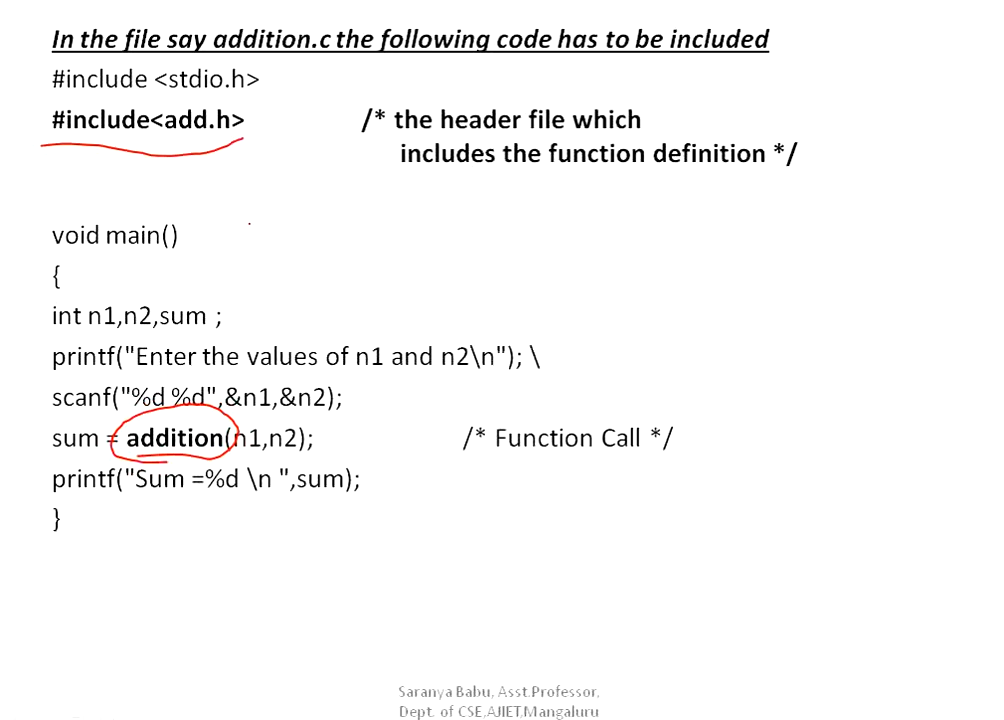 In the file say addition.c the following code has to be included
#include <stdio.h>
#include<add.h> /* the header file which
includes the function definition */
void main()
{
int n1,n2,sum ;
printf("Enter the values of n1 and n2\n"); \
scanf("%d %d",&n1,&n2);
sum = addition(n1,n2); /* Function Call */
printf("Sum =%d \n ",sum);
}
Saranya Babu, Asst.Professor,
Dept. of CSE,AJIET,Mangaluru